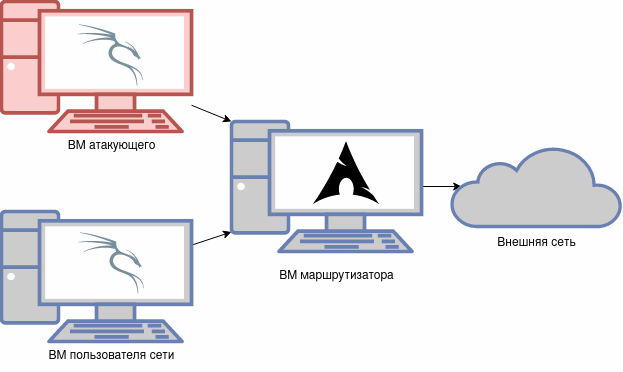 ВМ атакующего
Внешняя сеть
ВМ маршрутизатора
ВМ пользователя сети